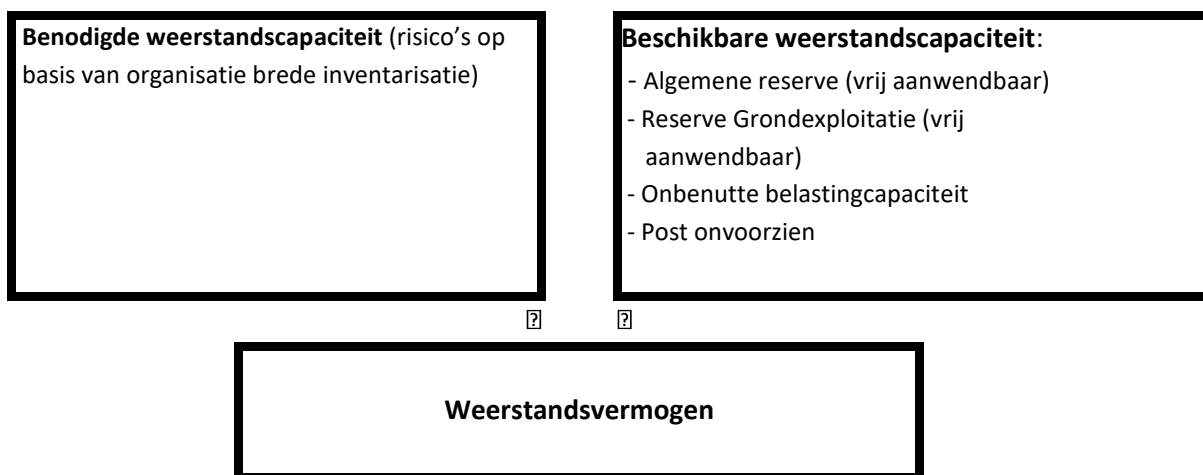 Benodigde weerstandscapaciteit (risico's op
basis van organisatie brede inventarisatie)
Beschikbare weerstandscapaciteit:
- Algemene reserve (vrij aanwendbaar)
- Reserve Grondexploitatie (vrij
aanwendbaar)
- Onbenutte belastingcapaciteit
- Post onvoorzien
Weerstandsvermogen